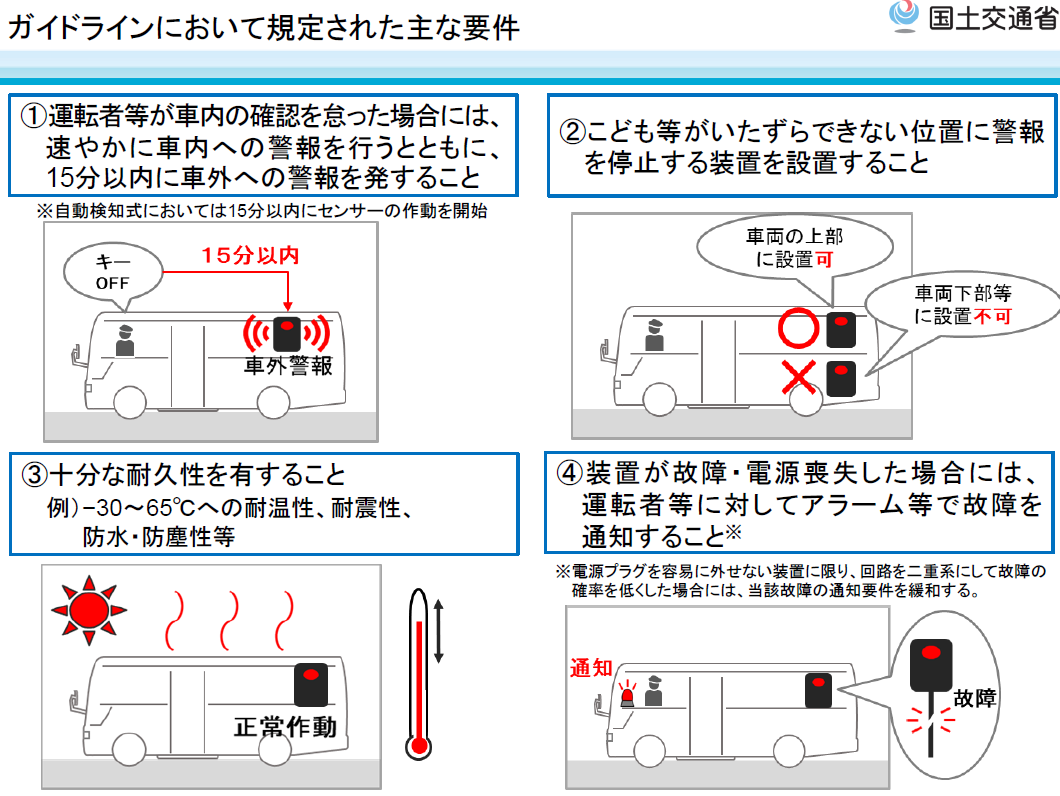 ガイドラインにおいて規定された主な要件
国土交通省
①運転者等が車内の確認を怠った場合には、
速やかに車内への警報を行うとともに、
15分以内に車外への警報を発すること
※自動検知式においては15分以内にセンサーの作動を開始
キー
OFF
15分以内
車外警報
②こども等がいたずらできない位置に警報
を停止する装置を設置すること
車両の上部
に設置可
車両下部等
に設置不可
③十分な耐久性を有すること
例）-30～65℃への耐温性、耐震性、
防水・防塵性等
正常作動
④装置が故障・電源喪失した場合には、
運転者等に対してアラーム等で故障を
通知すること※
※電源プラグを容易に外せない装置に限り、回路を二重系にして故障の
確率を低くした場合には、当該故障の通知要件を緩和する。
通知
故障